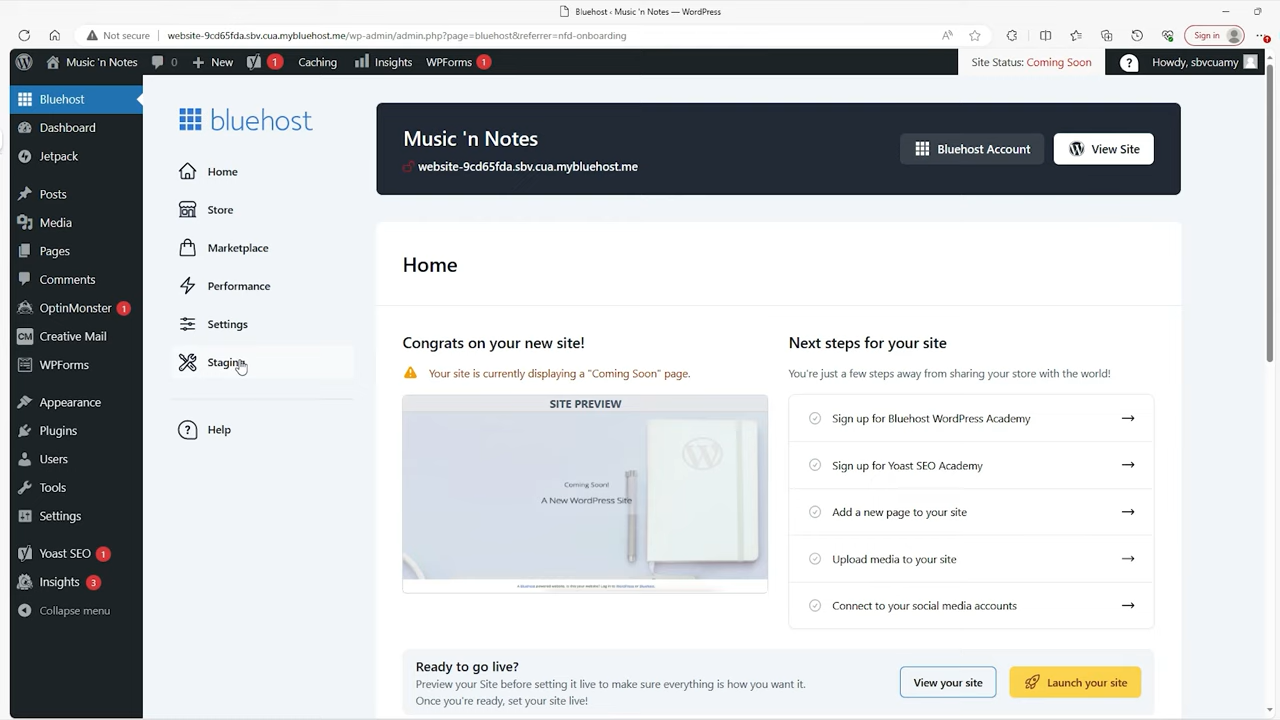 Bluehost ‹ Music 'n Notes — WordPress
Not secure
website-9cd65fda.sbv.cua.mybluehost.me/wp-admin/admin.php?page=bluehost&referrer=nfd-onboarding
Sign in
Music 'n Notes
0
New
1
Caching
Insights
WPForms
1
Site Status: Coming Soon
Howdy, sbvcuamy
Bluehost
Dashboard
Jetpack
Posts
Media
Pages
Comments
OptinMonster 1
Creative Mail
WPForms
Appearance
Plugins
Users
Tools
Settings
Yoast SEO 1
Insights 3
Collapse menu
bluehost
Home
Store
Marketplace
Performance
Settings
Staging
Help
Music 'n Notes
website-9cd65fda.sbv.cua.mybluehost.me
Bluehost Account
View Site
Home
Congrats on your new site!
Your site is currently displaying a "Coming Soon" page.
SITE PREVIEW
Coming Soon!
A New WordPress Site
Next steps for your site
You're just a few steps away from sharing your store with the world!
Sign up for Bluehost WordPress Academy
Sign up for Yoast SEO Academy
Add a new page to your site
Upload media to your site
Connect to your social media accounts
Ready to go live?
Preview your Site before setting it live to make sure everything is how you want it.
Once you're ready, set your site live!
View your site
Launch your site